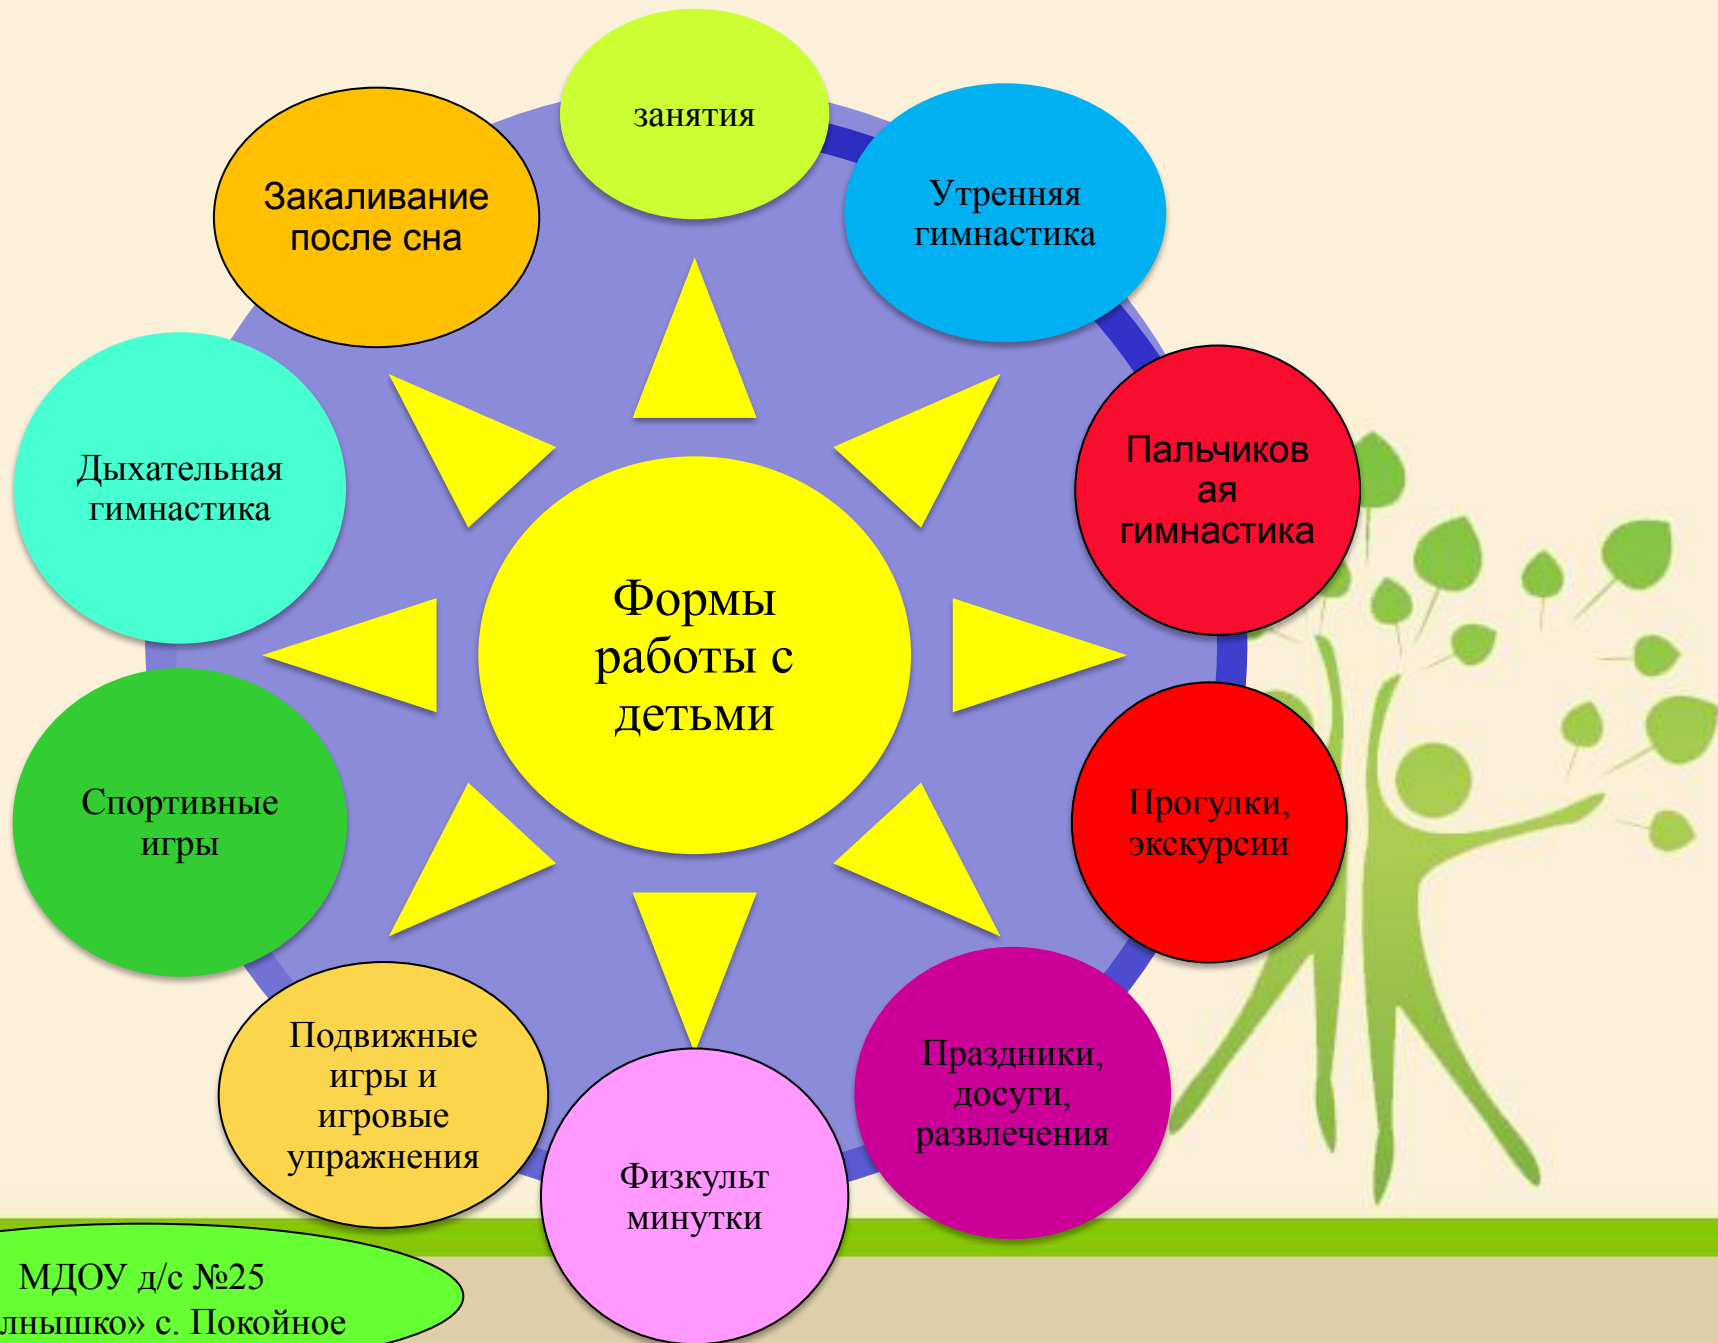 занятия
Утренняя
гимнастика
Пальчиков
ая
гимнастика
Прогулки,
экскурсии
Праздники,
досуги,
развлечения
Физкульт
минутки
Подвижные
игры и
игровые
упражнения
Спортивные
игры
Дыхательная
гимнастика
Закаливание
после сна
Формы
работы с
детьми
МДОУ д/с №25
лнышко» с. Покойное